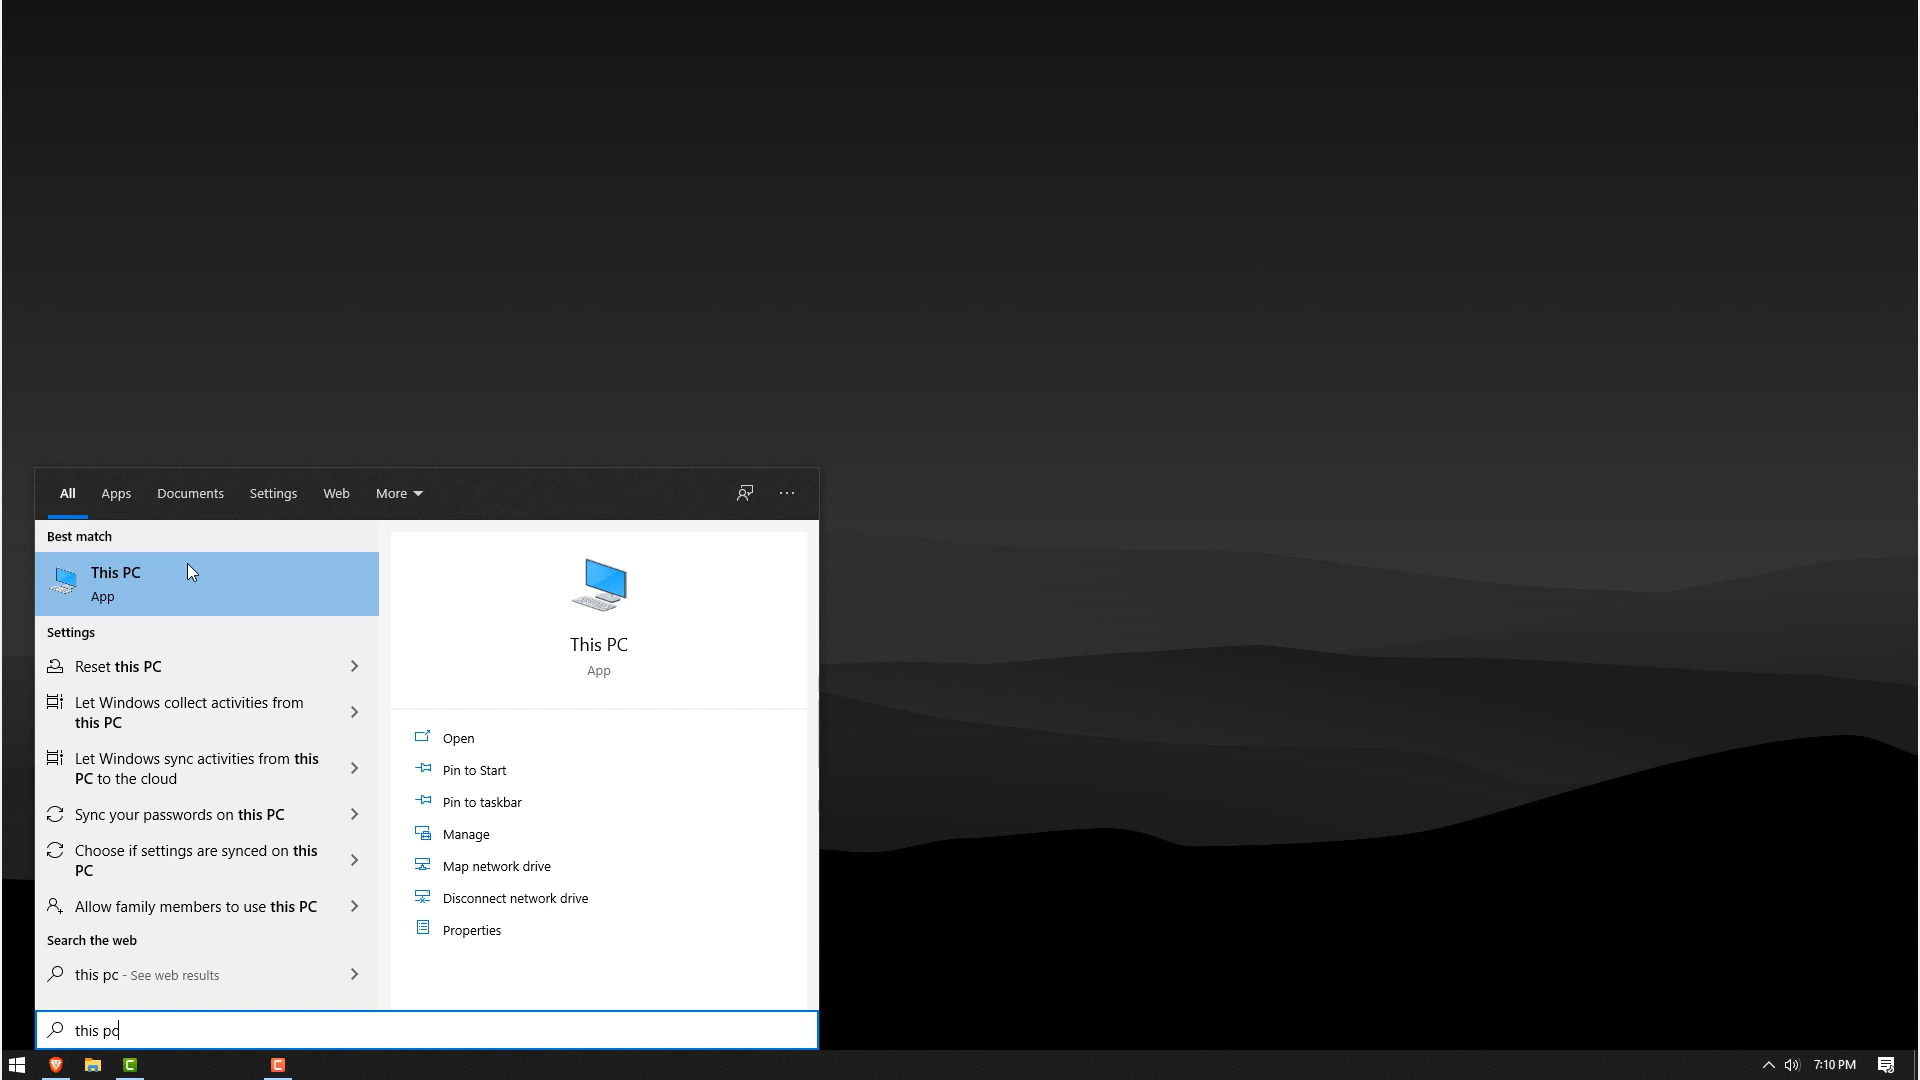 All Apps Documents Settings Web More
Best match
This PC
App
Settings
Reset this PC
Let Windows collect activities from
this PC
Let Windows sync activities from this
PC to the cloud
Sync your passwords on this PC
Choose if settings are synced on this
PC
Allow family members to use this PC
Search the web
this pc - See web results
This PC
App
Open
Pin to Start
Pin to taskbar
Manage
Map network drive
Disconnect network drive
Properties
this pc
C C 7:10 PM